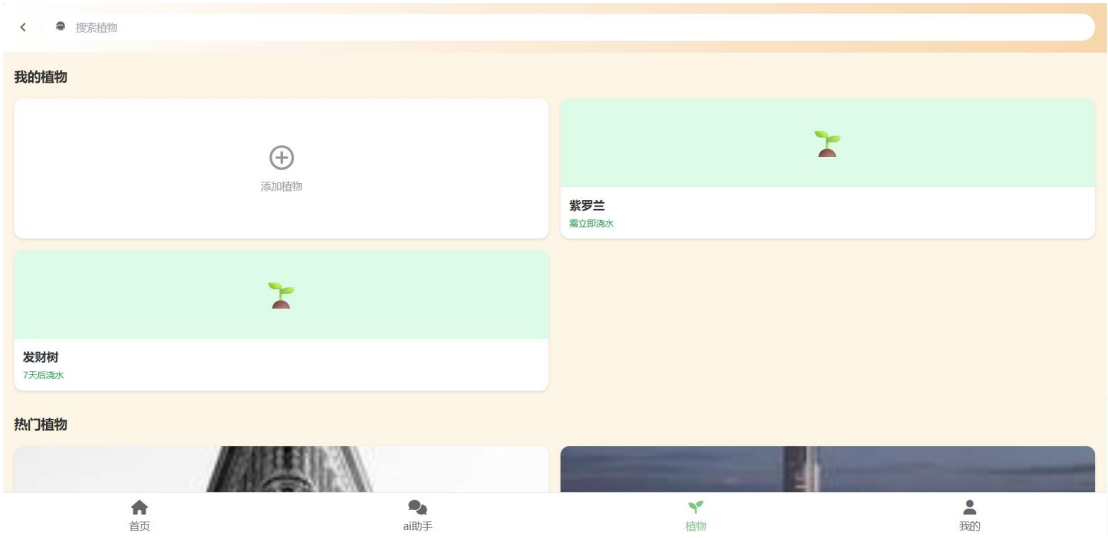 搜索植物
我的植物
添加植物
紫罗兰
需立即浇水
发财树
7天后浇水
热门植物
首页
ai助手
植物
我的